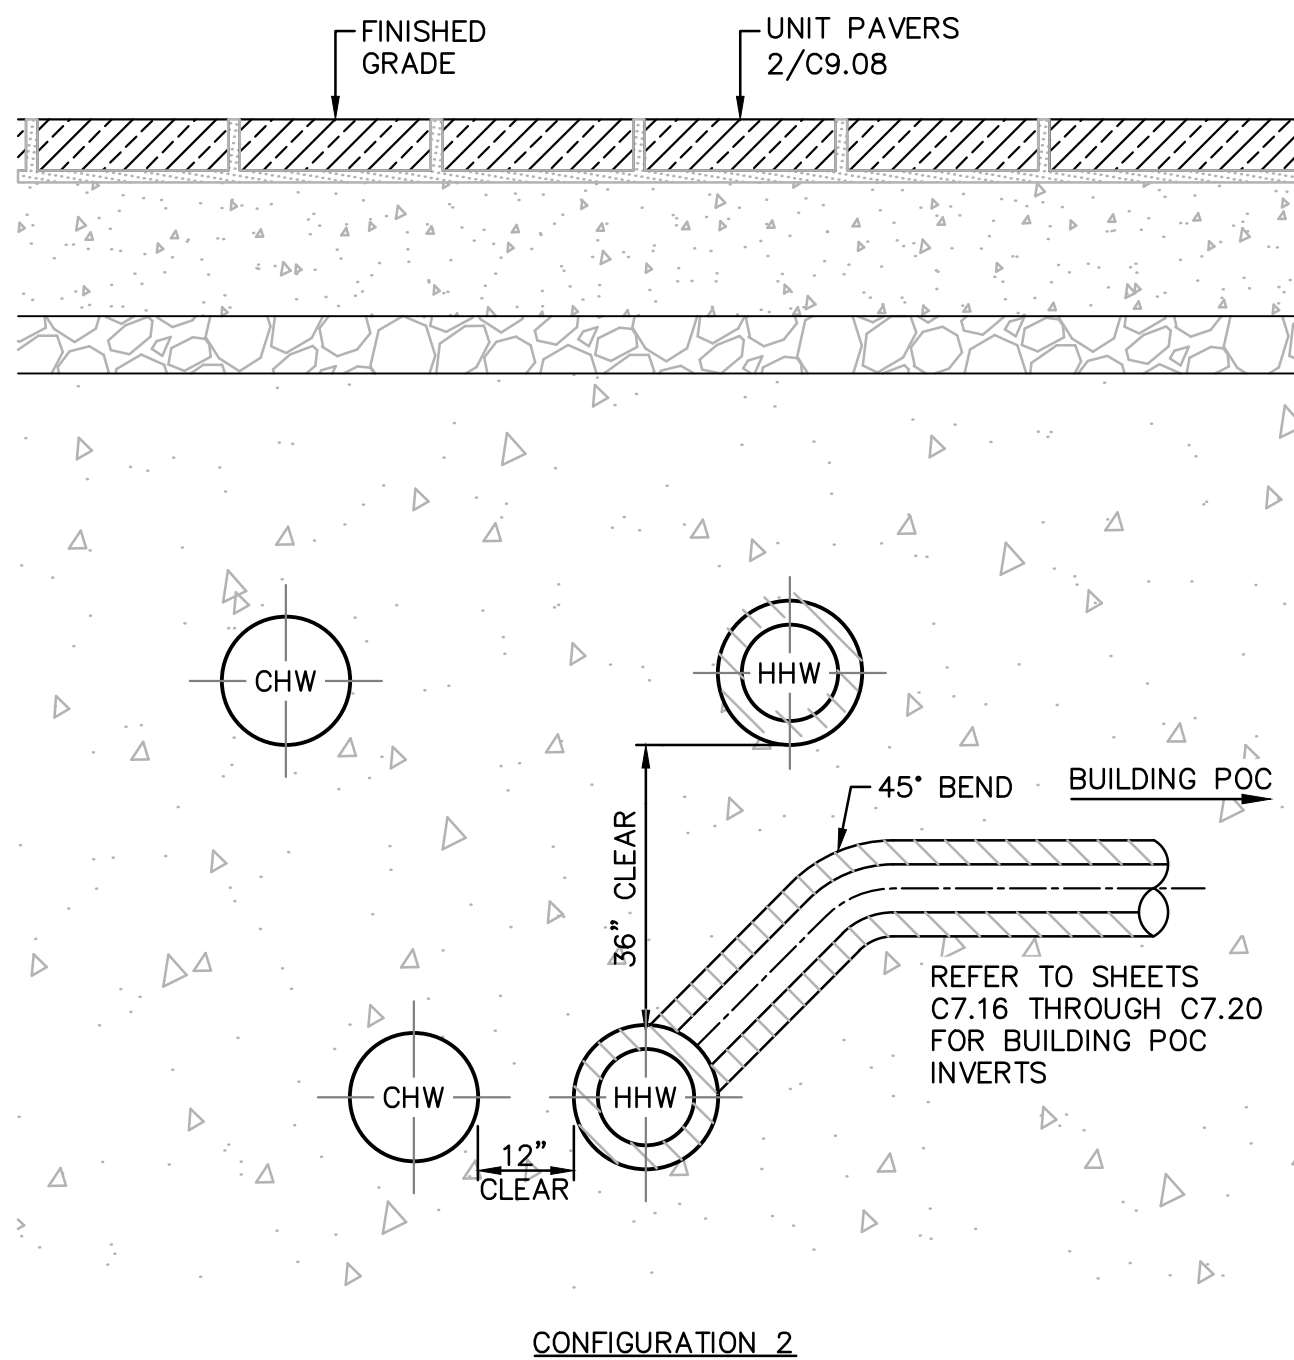 FINISHED
GRADE
UNIT PAVERS
2/C9.08
CHW
HHW
45° BEND
BUILDING POC
36" CLEAR
REFER TO SHEETS
C7.16 THROUGH C7.20
FOR BUILDING POC
INVERTS
CHW
HHW
12"
CLEAR
CONFIGURATION 2